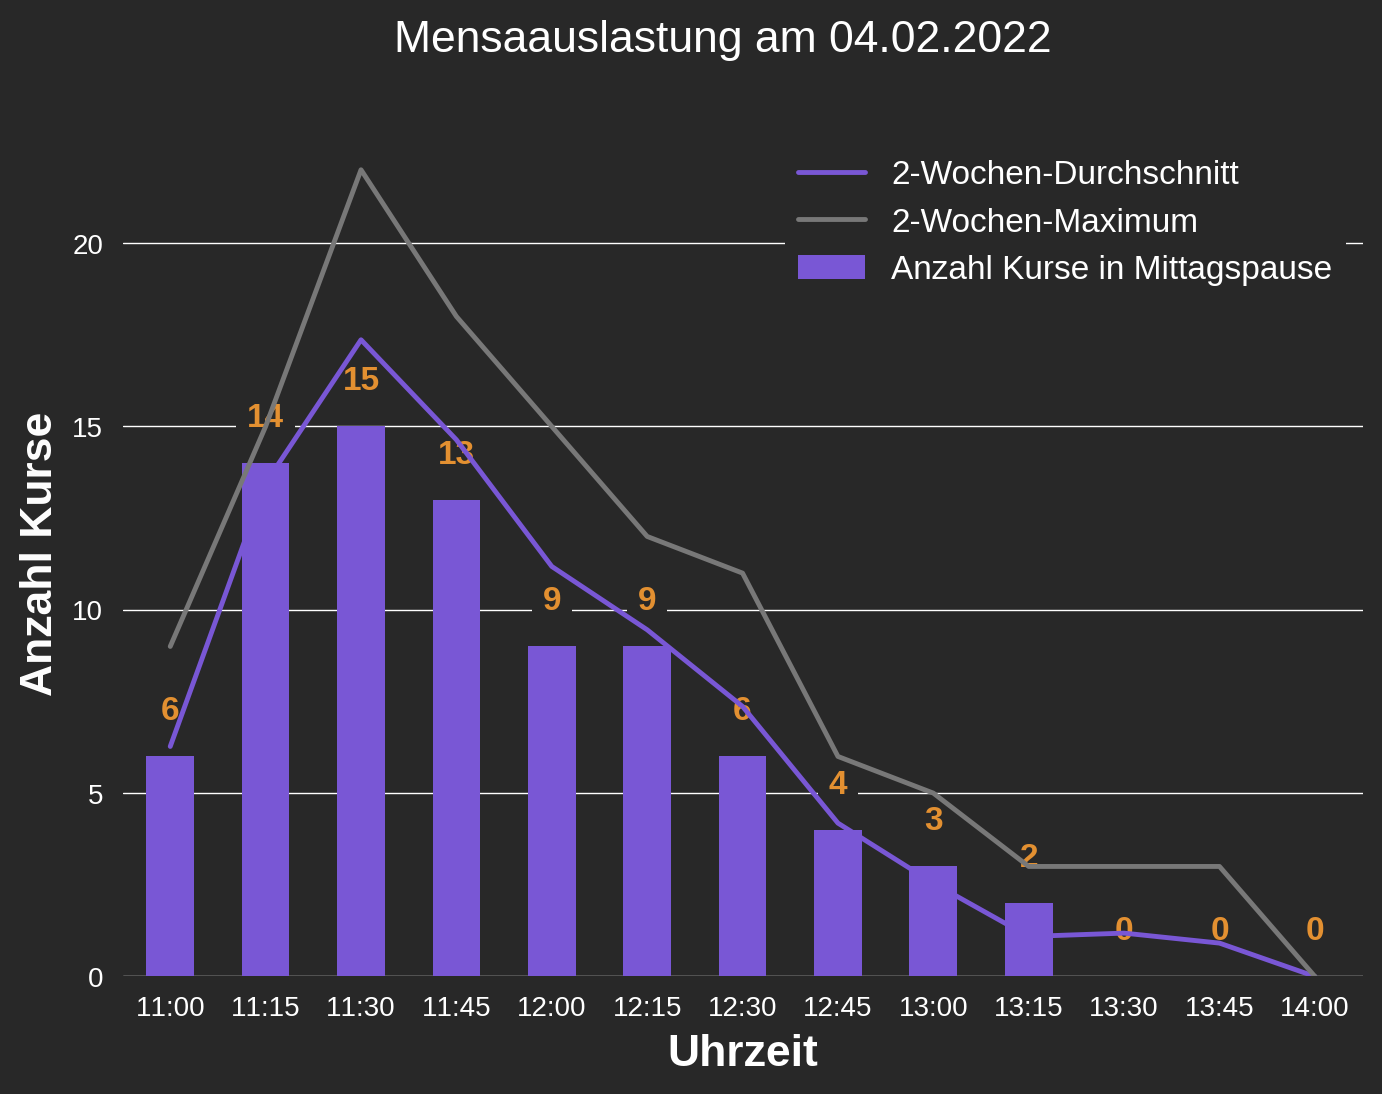 Mensaauslastung am 04.02.2022
2-Wochen-Durchschnitt
2-Wochen-Maximum
Anzahl Kurse in Mittagspause
Anzahl Kurse
20
15
10
5
0
6
14
15
13
9
9
6
4
3
2
0
0
0
11:00 11:15 11:30 11:45 12:00 12:15 12:30 12:45 13:00 13:15 13:30 13:45 14:00
Uhrzeit